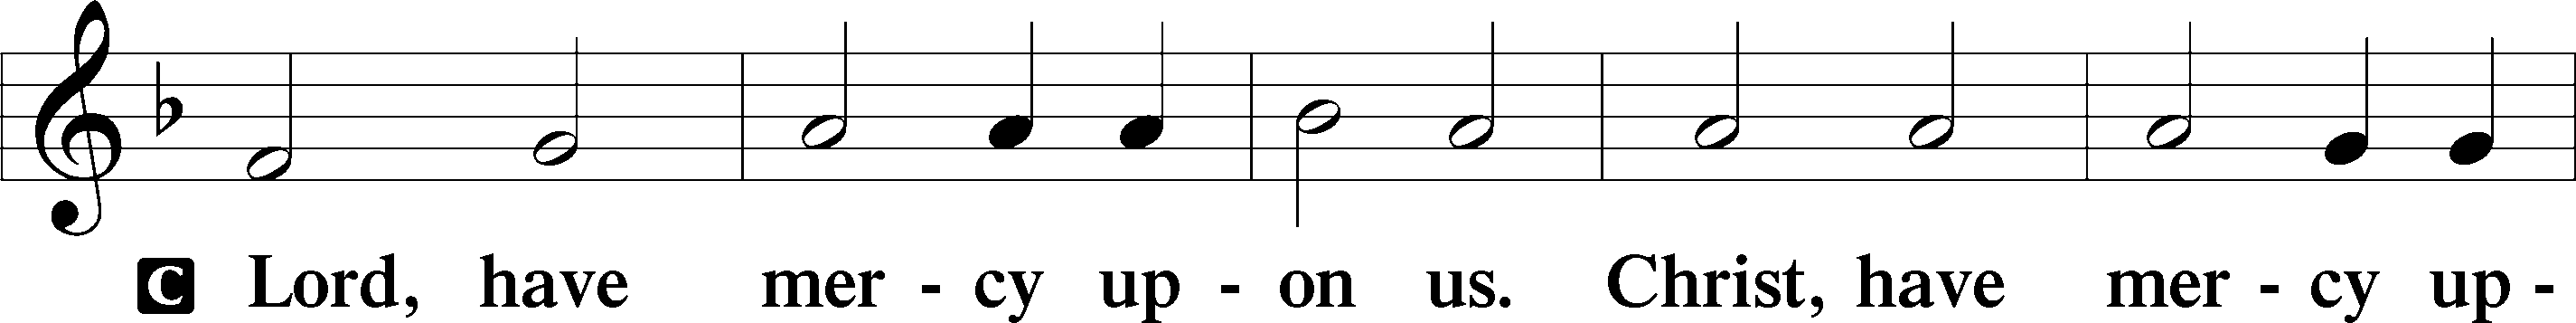 C Lord, have mer - cy up - on us. Christ, have mer - cy up -